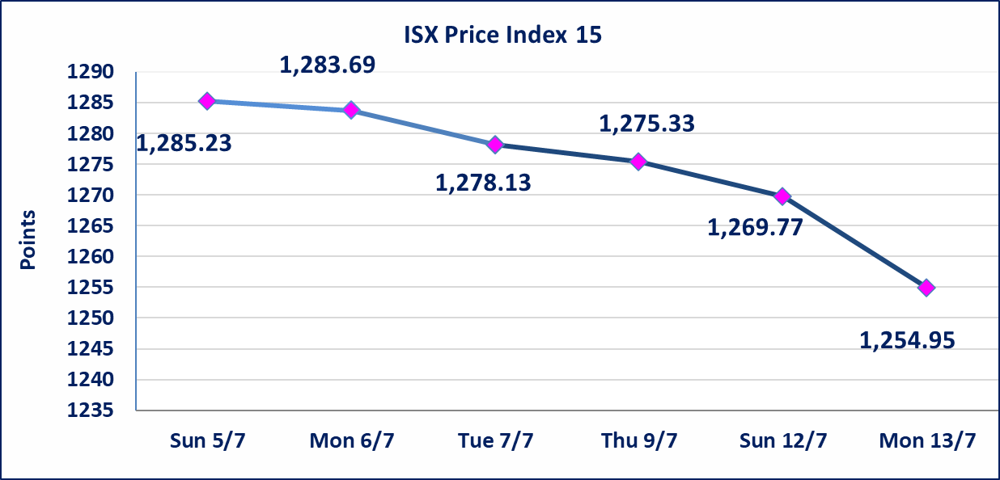 ISX Price Index 15
Points
1290
1285
1280
1275
1270
1265
1260
1255
1250
1245
1240
1235
1,285.23
1,283.69
1,278.13
1,275.33
1,269.77
1,254.95
Sun 5/7
Mon 6/7
Tue 7/7
Thu 9/7
Sun 12/7
Mon 13/7